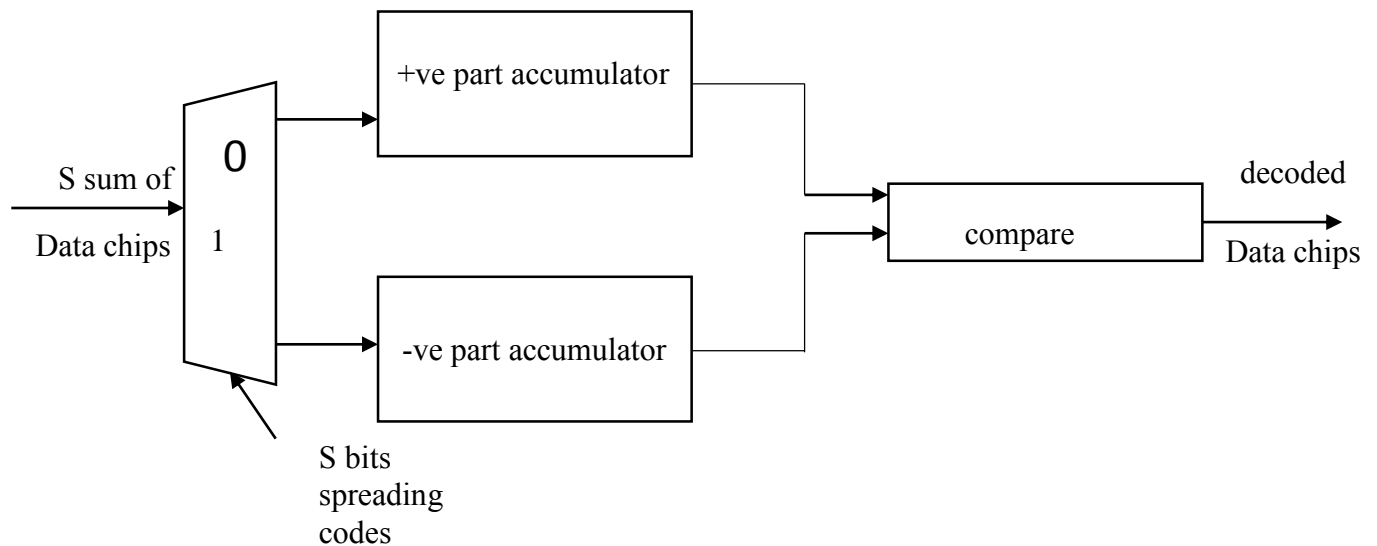 +ve part accumulator
0
S sum of
decoded
1
compare
Data chips
Data chips
-ve part accumulator
S bits
spreading
codes